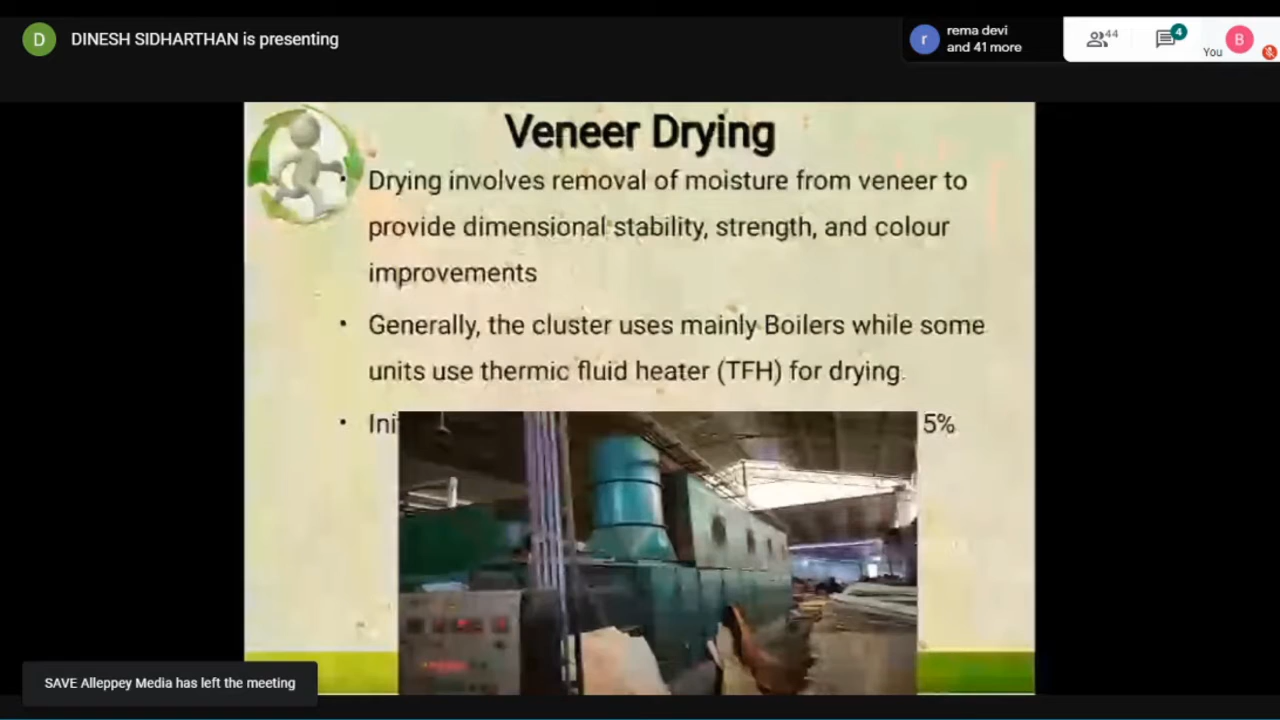 D
DINESH SIDHARTHAN is presenting
r
rema devi
and 41 more
44
4
You
B
Veneer Drying
Drying involves removal of moisture from veneer to
provide dimensional stability, strength, and colour
improvements
• Generally, the cluster uses mainly Boilers while some
units use thermic fluid heater (TFH) for drying.
• Ini 5%
SAVE Alleppey Media has left the meeting